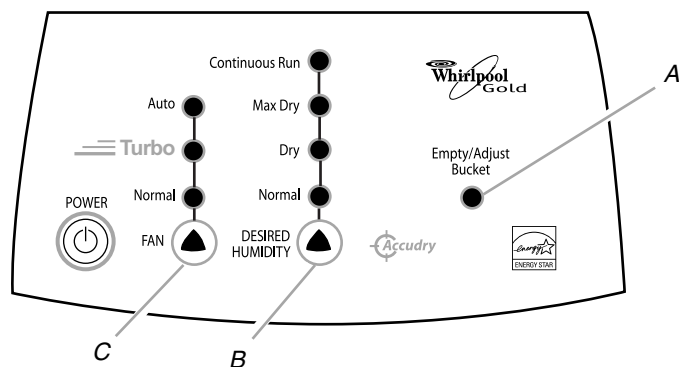 Continuous Run
Whirlpool
Gold
A
Auto
Max Dry
Turbo
Dry
Empty/Adjust
Bucket
Normal
Normal
POWER
FAN
DESIRED
HUMIDITY
Accudry
energy
ENERGY STAR
C
B